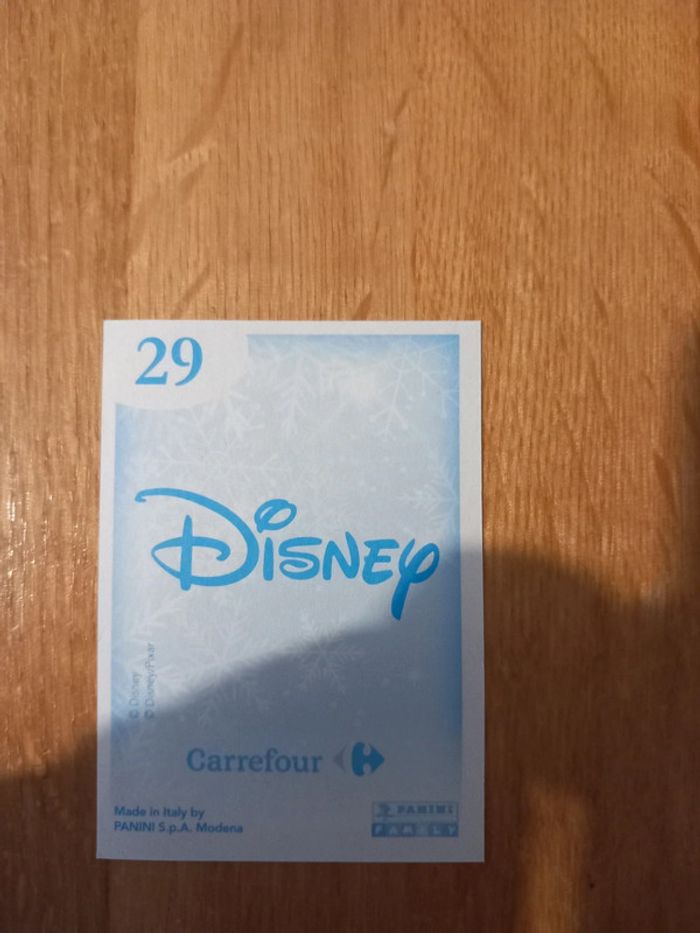 29
Disney
© Disney
© Disney/Pixar
Carrefour
Made in Italy by
PANINI S.p.A. Modena
PANINI
FAMILY